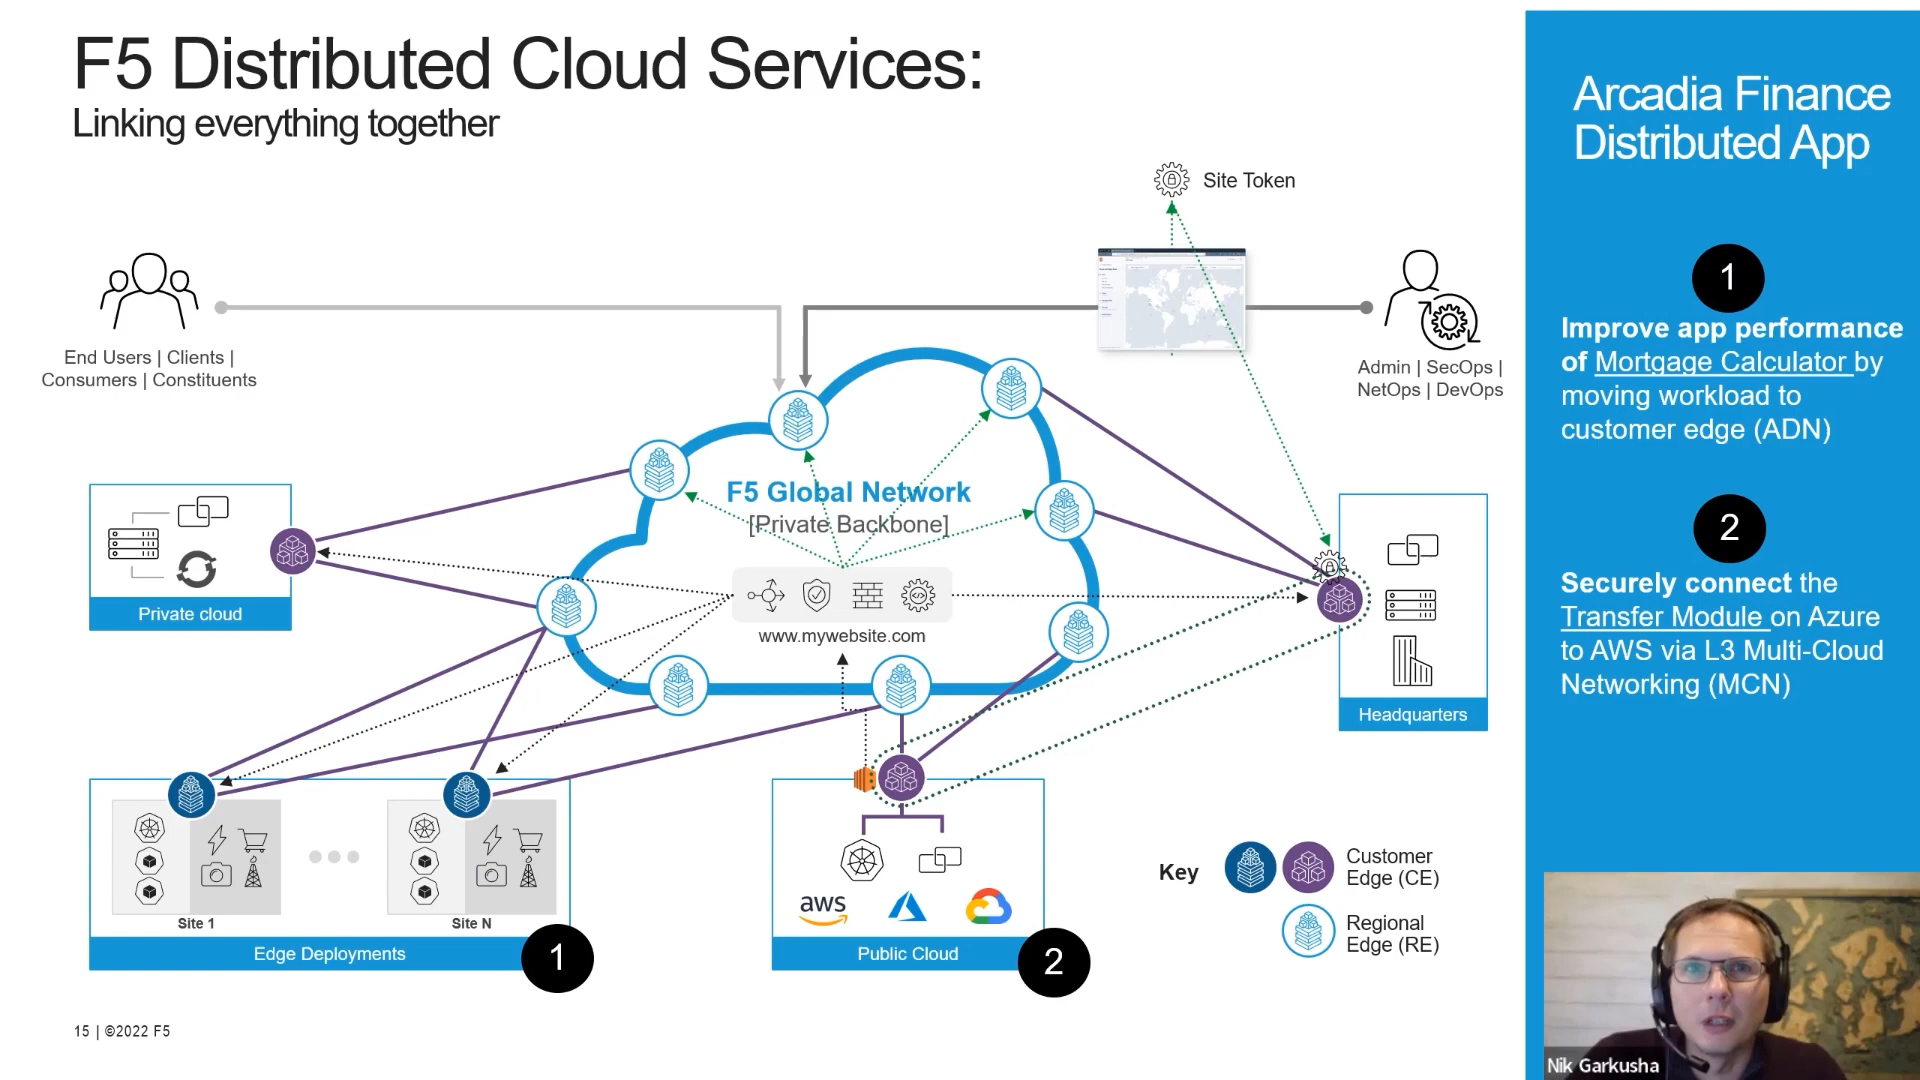 F5 Distributed Cloud Services:
Linking everything together
Site Token
End Users | Clients |
Consumers | Constituents
Admin | SecOps |
NetOps | DevOps
F5 Global Network
[Private Backbone]
www.mywebsite.com
Private cloud
Headquarters
Site 1
Site N
Edge Deployments
1
aws
Public Cloud
2
Key
Customer
Edge (CE)
Regional
Edge (RE)
15 | ©2022 F5
Arcadia Finance
Distributed App
1
Improve app performance
of Mortgage Calculator by
moving workload to
customer edge (ADN)
2
Securely connect the
Transfer Module on Azure
to AWS via L3 Multi-Cloud
Networking (MCN)
Nik Garkusha